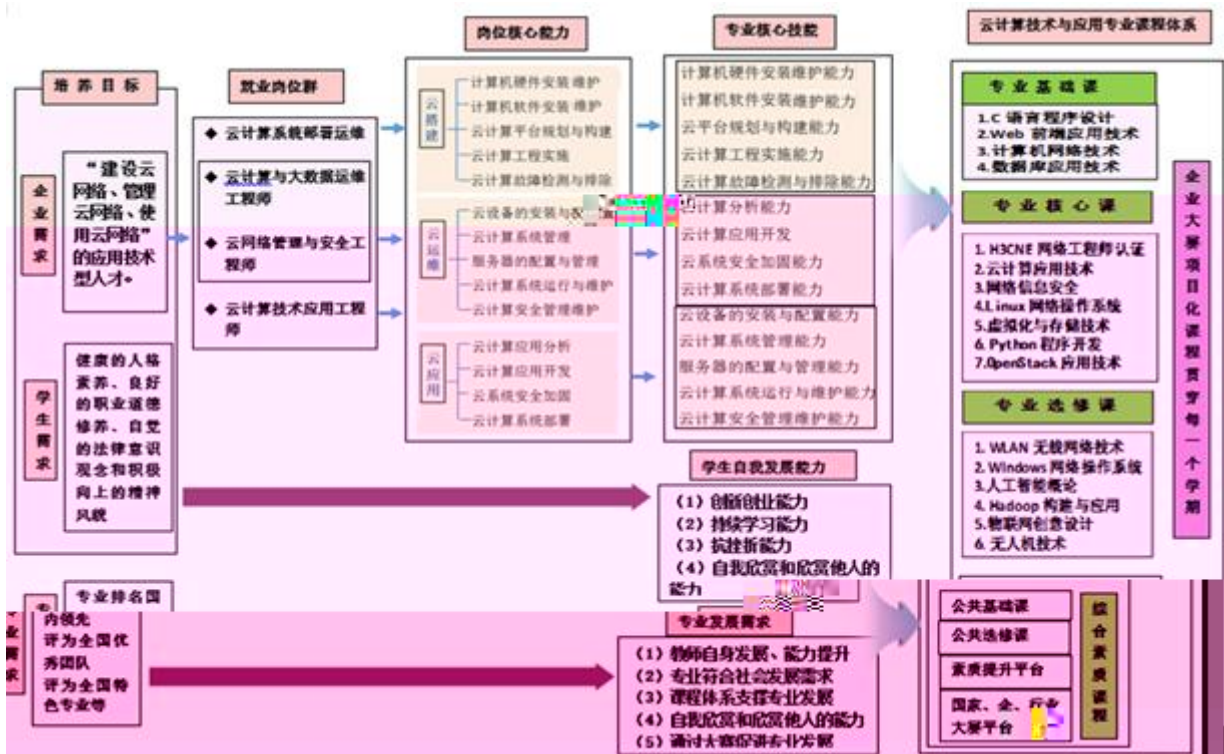 岗位核心能力
专业核心技能
云计算技术与应用专业课程体系
培养目标
就业岗位群
企业需求
“建设云
网络、管理
云网络、使
用云网络”
的应用技术
型人才。
◆ 云计算系统部署运维
◆ 云计算与大数据运维
工程师
◆ 云网络管理与安全工
程师
◆ 云计算技术应用工程
师
云搭建
计算机硬件安装维护
计算机软件安装维护
云计算平台规划与构建
云计算工程实施
云计算故障检测与排除
云运维
云设备的安装与配置
云计算系统管理
服务器的配置与管理
云计算系统运行与维护
云计算安全管理维护
云应用
云计算应用分析
云计算应用开发
云系统安全加固
云计算系统部署
计算机硬件安装维护能力
计算机软件安装维护能力
云平台规划与构建能力
云计算工程实施能力
云计算故障检测与排除能力
云计算分析能力
云计算应用开发
云系统安全加固能力
云计算系统部署能力
云设备的安装与配置能力
云计算系统管理能力
服务器的配置与管理能力
云计算系统运行与维护能力
云计算安全管理维护能力
专业基础课
1.C 语言程序设计
2.Web 前端应用技术
3.计算机网络技术
4.数据库应用技术
专业核心课
1. H3CNE 网络工程师认证
2.云计算应用技术
3.网络信息安全
4.Linux 网络操作系统
5.虚拟化与存储技术
6. Python 程序开发
7.OpenStack 应用技术
专业选修课
1. WLAN 无线网络技术
2. Windows 网络操作系统
3.人工智能概论
4. Hadoop 构建与应用
5.物联网创意设计
6. 无人机技术
企业大赛项目化课程贯穿每一个学期
学生需求
健康的人格
素养、良好
的职业道德
修养、自觉
的法律意识
观念和积极
向上的精神
风貌
学生自我发展能力
(1) 创新创业能力
(2) 持续学习能力
(3) 抗挫折能力
(4) 自我欣赏和欣赏他人的
能力
专业需求
专业排名国
内领先
评为全国优
秀团队
评为全国特
色专业等
专业发展需求
(1) 教师自身发展、能力提升
(2) 专业符合社会发展需求
(3) 课程体系支撑专业发展
(4) 自我欣赏和欣赏他人的能力
(5) 通过大赛促进专业发展
公共基础课
公共选修课
素质提升平台
国家、企、行业
大赛平台
综合素质课程